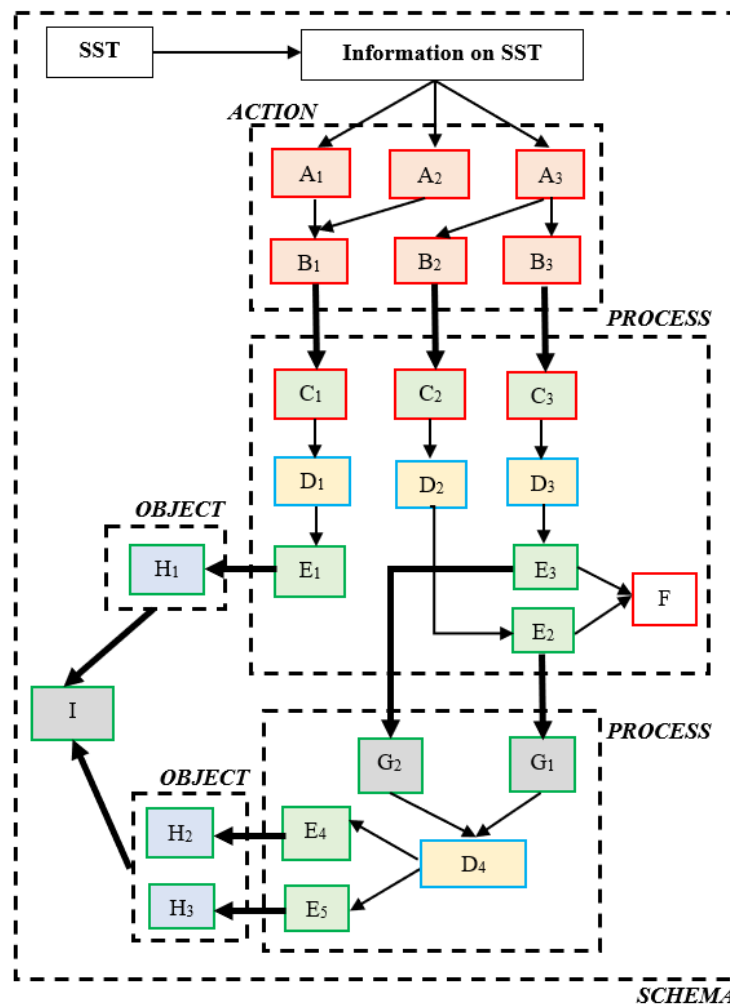 SST
Information on SST
ACTION
A1
A2
A3
B1
B2
B3
PROCESS
C1
C2
C3
D1
D2
D3
OBJECT
H1
E1
E3
F
E2
I
PROCESS
G2
G1
OBJECT
H2
E4
D4
H3
E5
SCHEMA